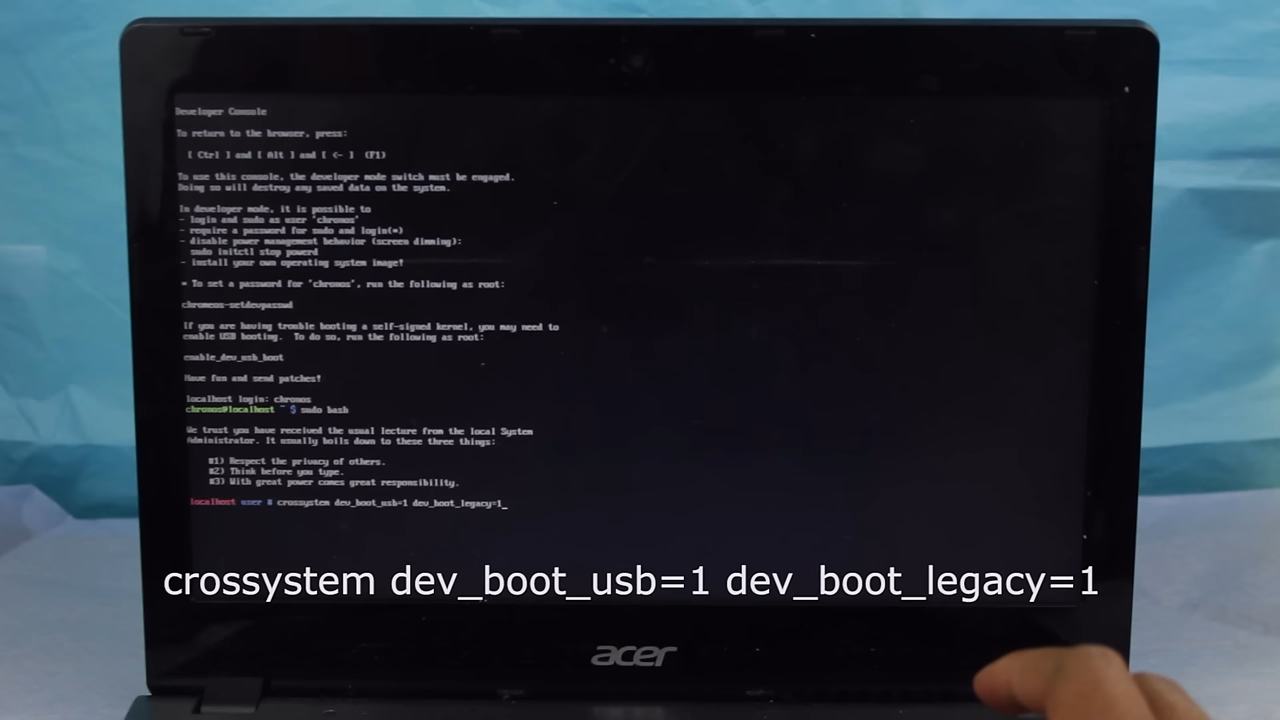 Developer Console
To return to the browser, press:
[ Ctrl ] and [ Alt ] and [ <- ] (F1)
To use this console, the developer mode switch must be engaged.
Doing so will destroy any saved data on the system.
In developer mode, it is possible to
- login and sudo as user 'chronos'
- require a password for sudo and login(*)
- disable power management behavior (screen dimming):
sudo initctl stop powerd
- install your own operating system image!
* To set a password for 'chronos', run the following as root:
chromeos-setdevpasswd
If you are having trouble booting a self-signed kernel, you may need to
enable USB booting. To do so, run the following as root:
enable_dev_usb_boot
Have fun and send patches!
localhost login: chronos
chronos@localhost ~ $ sudo bash
We trust you have received the usual lecture from the local System
Administrator. It usually boils down to these three things:
#1) Respect the privacy of others.
#2) Think before you type.
#3) With great power comes great responsibility.
localhost user # crossystem dev_boot_usb=1 dev_boot_legacy=1_
crossystem dev_boot_usb=1 dev_boot_legacy=1
acer